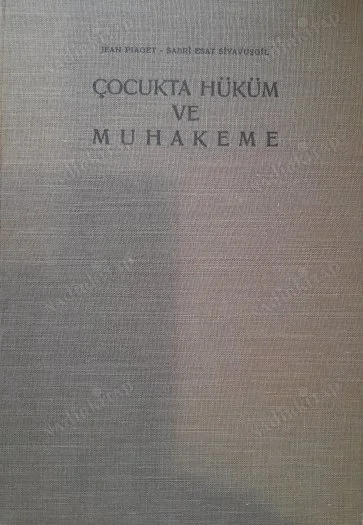 JEAN PIAGET - SABRİ ESAT SİYAVUŞGİL
ÇOCUKTA HÜKÜM
VE
MUHAKEME